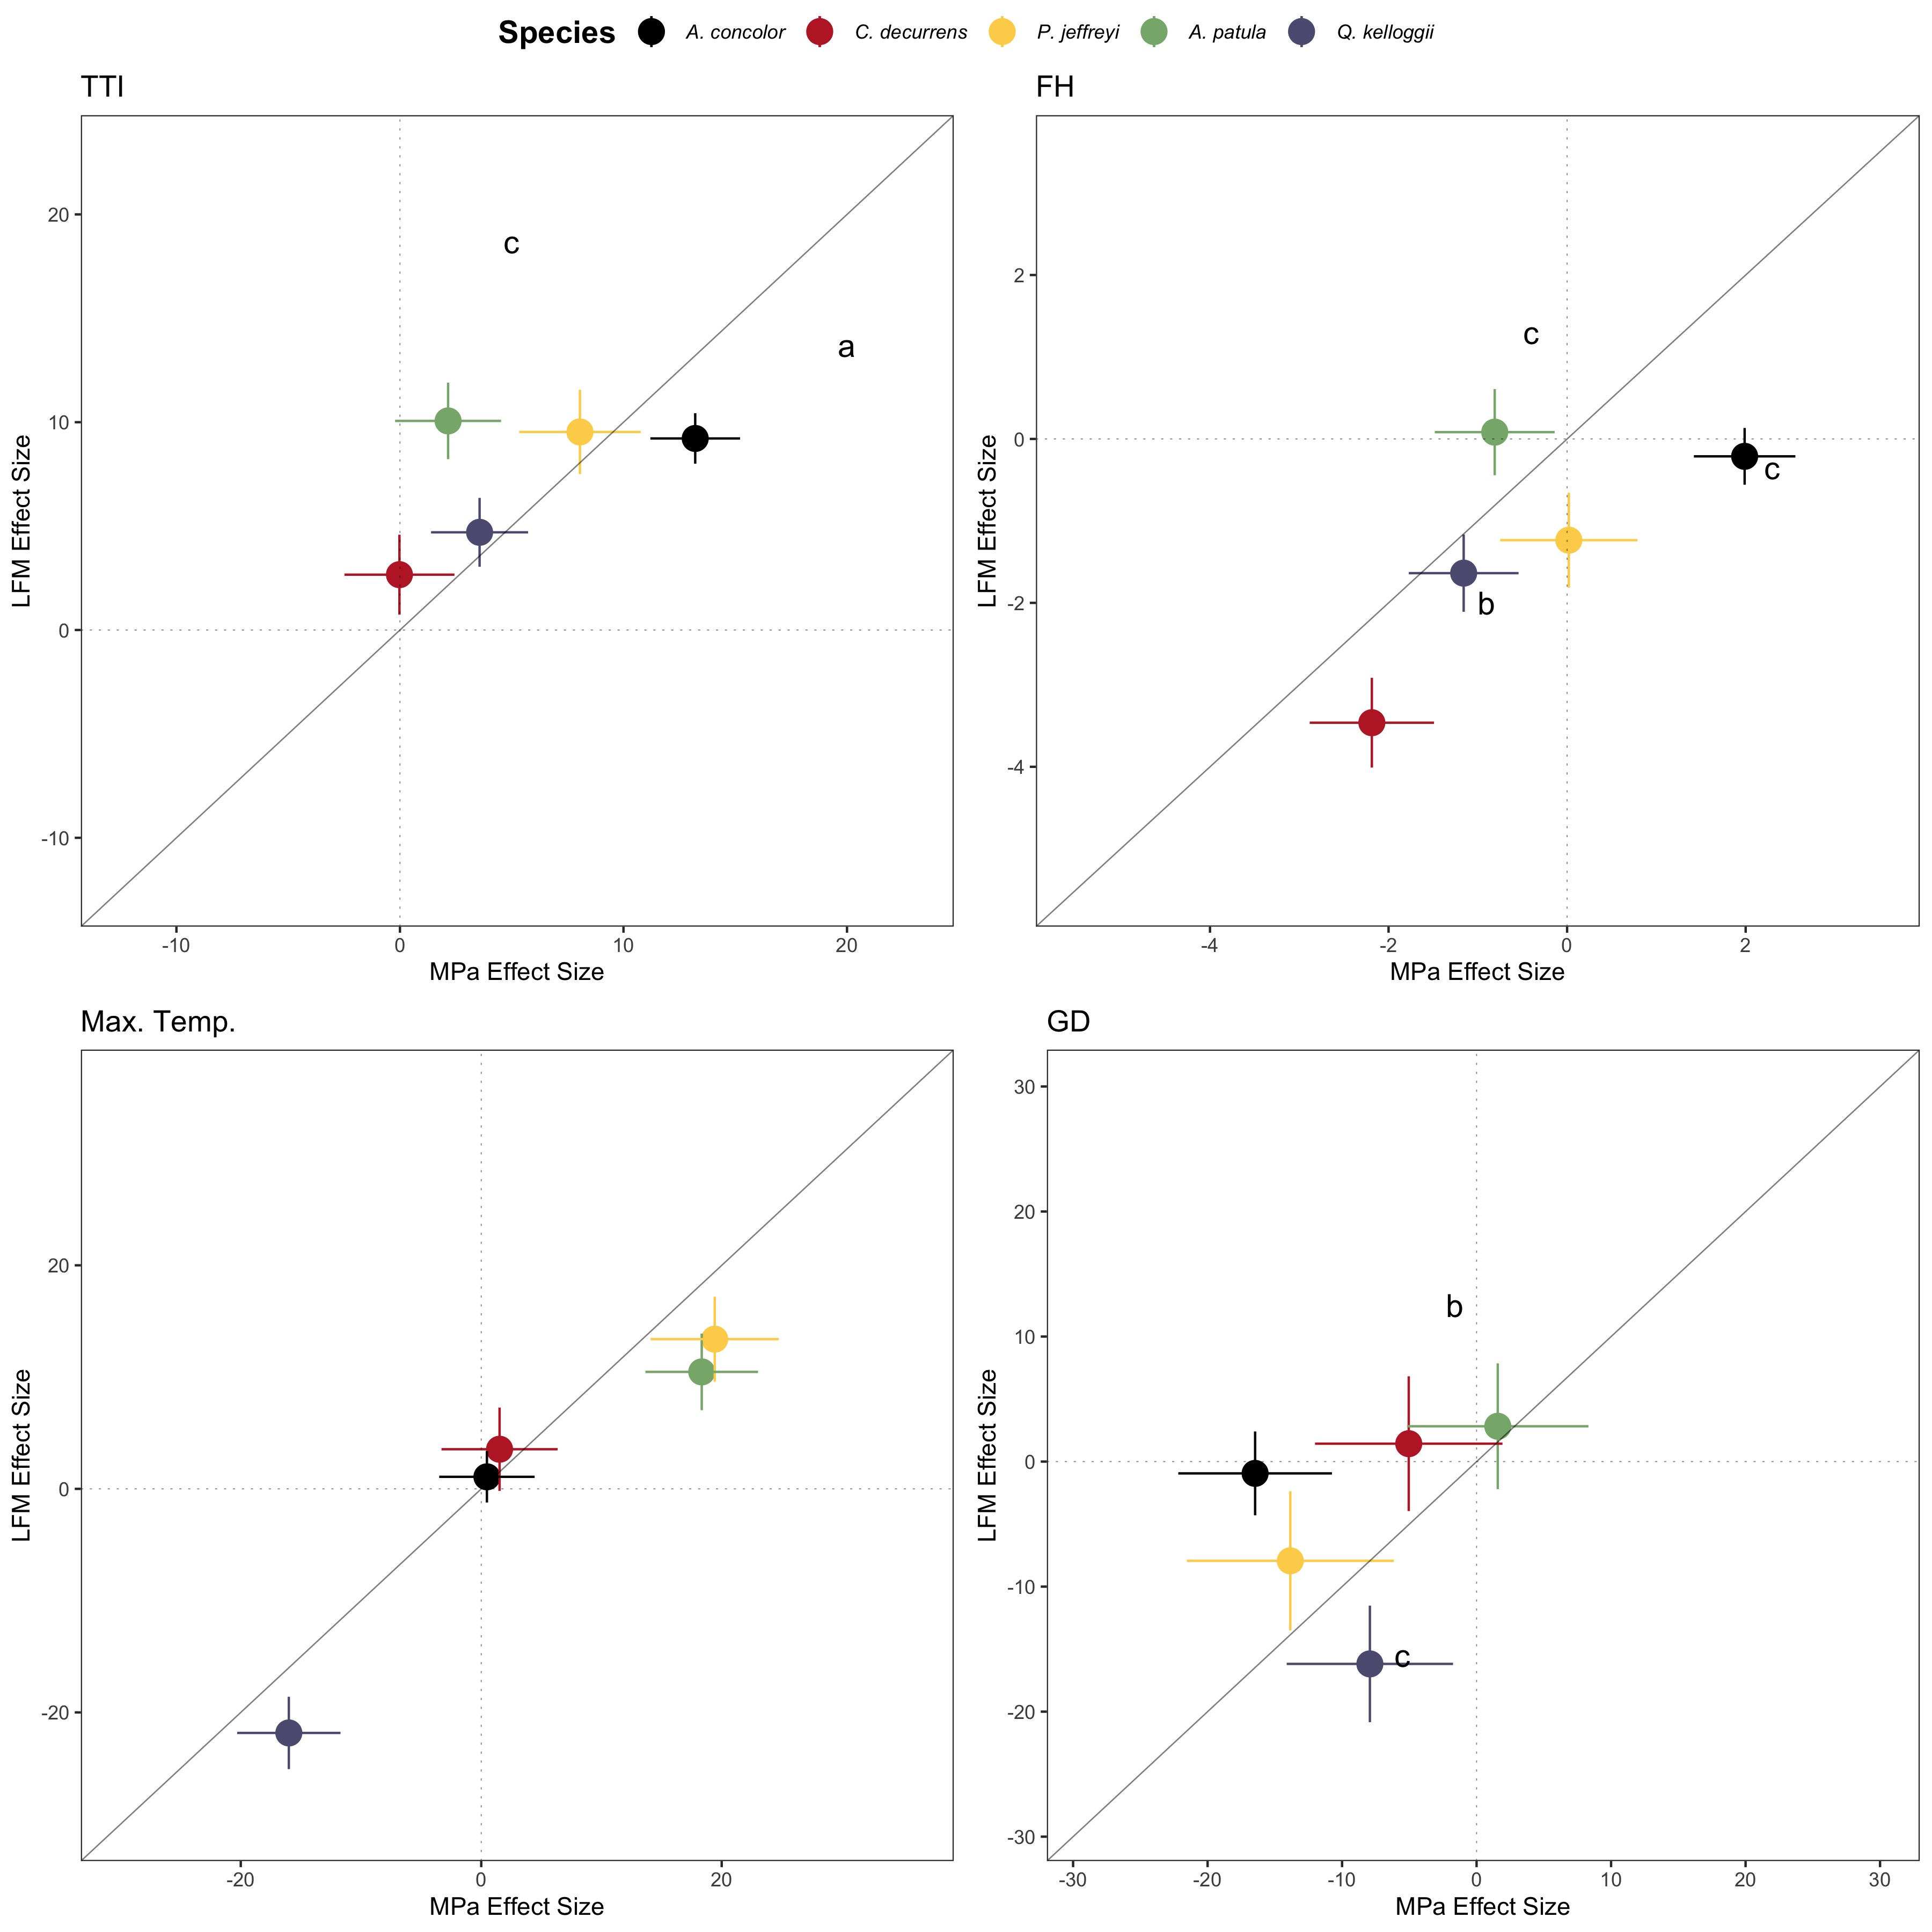 Species A. concolor C. decurrens P. jeffreyi A. patula Q. kelloggii
TTI
LFM Effect Size
20
10
0
-10
c
a
-10 0 10 20
MPa Effect Size
FH
LFM Effect Size
2
0
-2
-4
c
c
b
-4 -2 0 2
MPa Effect Size
Max. Temp.
LFM Effect Size
20
0
-20
-20 0 20
MPa Effect Size
GD
LFM Effect Size
30
20
10
0
-10
-20
-30
b
c
-30 -20 -10 0 10 20 30
MPa Effect Size